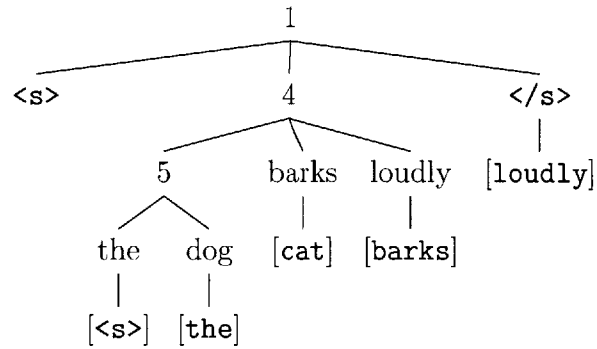 1
<s> 4 </s>
5 barks loudly [loudly]
the dog [cat] [barks]
[<s>] [the]